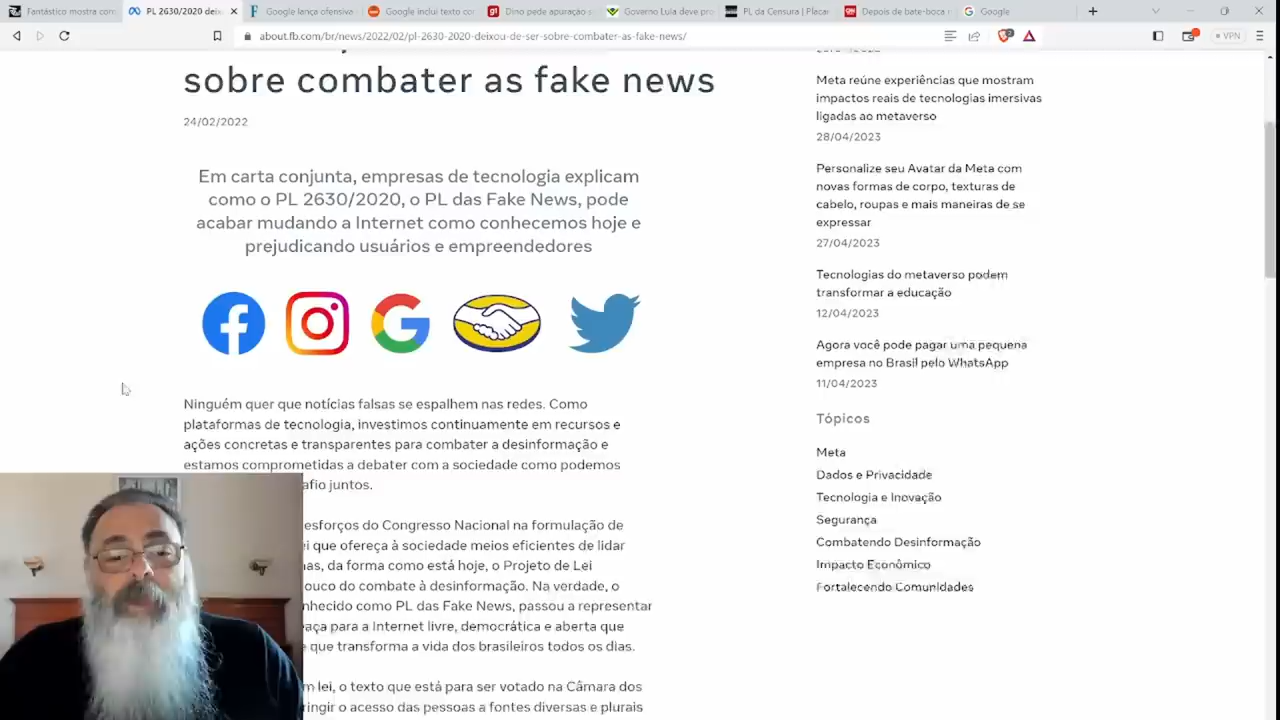 Fantástico mostra con
PL 2630/2020 deix
Google lança ofensiva
Google inclui texto co
Dino pede apuração s
Governo Lula deve pro
PL da Censura | Placa
Depois de bate-boca
Google
about.fb.com/br/news/2022/02/pl-2630-2020-deixou-de-ser-sobre-combater-as-fake-news/
VPN
sobre combater as fake news
24/02/2022
Em carta conjunta, empresas de tecnologia explicam
como o PL 2630/2020, o PL das Fake News, pode
acabar mudando a Internet como conhecemos hoje e
prejudicando usuários e empreendedores
Ninguém quer que notícias falsas se espalhem nas redes. Como
plataformas de tecnologia, investimos continuamente em recursos e
ações concretas e transparentes para combater a desinformação e
estamos comprometidas a debater com a sociedade como podemos
afio juntos.
esforços do Congresso Nacional na formulação de
ei que ofereça à sociedade meios eficientes de lidar
nas, da forma como está hoje, o Projeto de Lei
ouco do combate à desinformação. Na verdade, o
nhecido como PL das Fake News, passou a representar
aça para a Internet livre, democrática e aberta que
e que transforma a vida dos brasileiros todos os dias.
m lei, o texto que está para ser votado na Câmara dos
ringir o acesso das pessoas a fontes diversas e plurais
Meta reúne experiências que mostram
impactos reais de tecnologias imersivas
ligadas ao metaverso
28/04/2023
Personalize seu Avatar da Meta com
novas formas de corpo, texturas de
cabelo, roupas e mais maneiras de se
expressar
27/04/2023
Tecnologias do metaverso podem
transformar a educação
12/04/2023
Agora você pode pagar uma pequena
empresa no Brasil pelo WhatsApp
11/04/2023
Tópicos
Meta
Dados e Privacidade
Tecnologia e Inovação
Segurança
Combatendo Desinformação
Impacto Econômico
Fortalecendo Comunidades